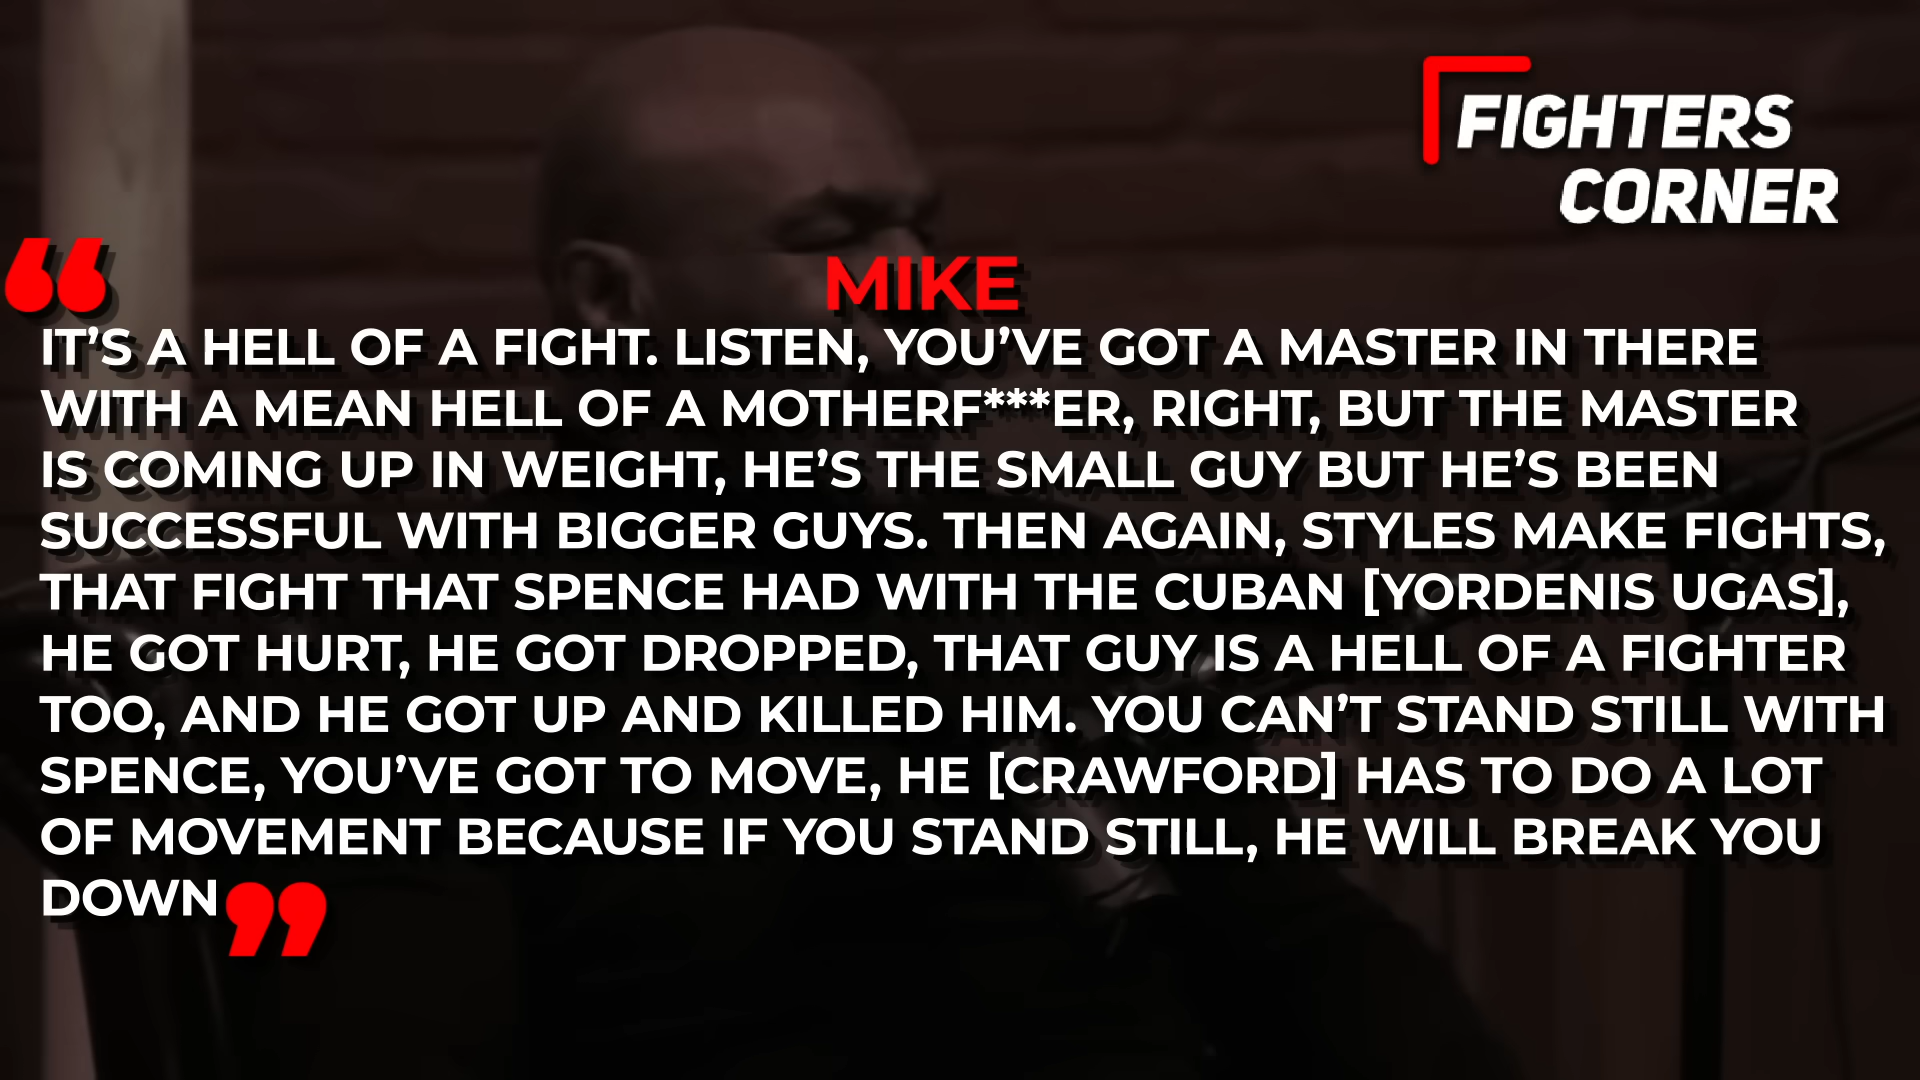 FIGHTERS
CORNER
“
MIKE
IT’S A HELL OF A FIGHT. LISTEN, YOU’VE GOT A MASTER IN THERE
WITH A MEAN HELL OF A MOTHERF***ER, RIGHT, BUT THE MASTER
IS COMING UP IN WEIGHT, HE’S THE SMALL GUY BUT HE’S BEEN
SUCCESSFUL WITH BIGGER GUYS. THEN AGAIN, STYLES MAKE FIGHTS,
THAT FIGHT THAT SPENCE HAD WITH THE CUBAN [YORDENIS UGAS],
HE GOT HURT, HE GOT DROPPED, THAT GUY IS A HELL OF A FIGHTER
TOO, AND HE GOT UP AND KILLED HIM. YOU CAN’T STAND STILL WITH
SPENCE, YOU’VE GOT TO MOVE, HE [CRAWFORD] HAS TO DO A LOT
OF MOVEMENT BECAUSE IF YOU STAND STILL, HE WILL BREAK YOU
DOWN ”